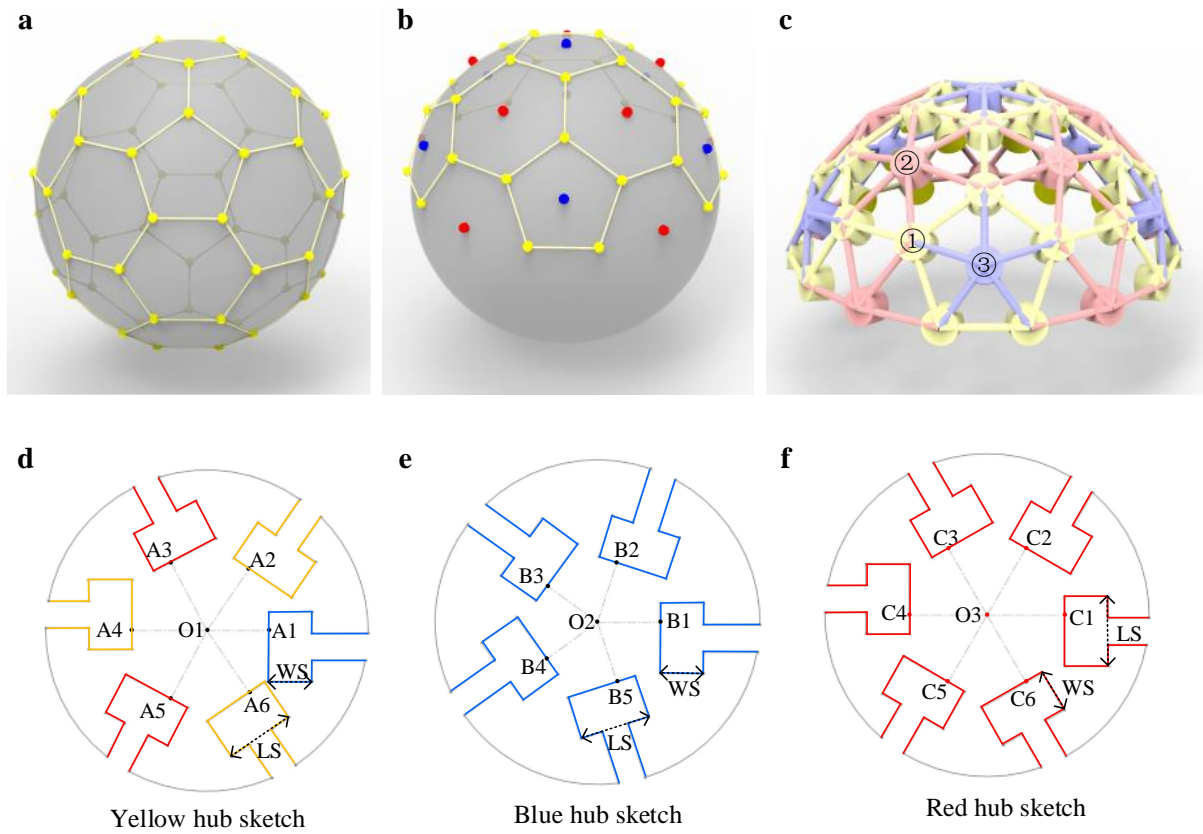 a
b
c
②
①
③
d
e
f
A3
A2
A4
O1
A1
A5
A6
WS
LS
B2
B3
O2
B1
B4
B5
WS
LS
C3
C2
C4
O3
C1
LS
C5
C6
WS
Yellow hub sketch
Blue hub sketch
Red hub sketch